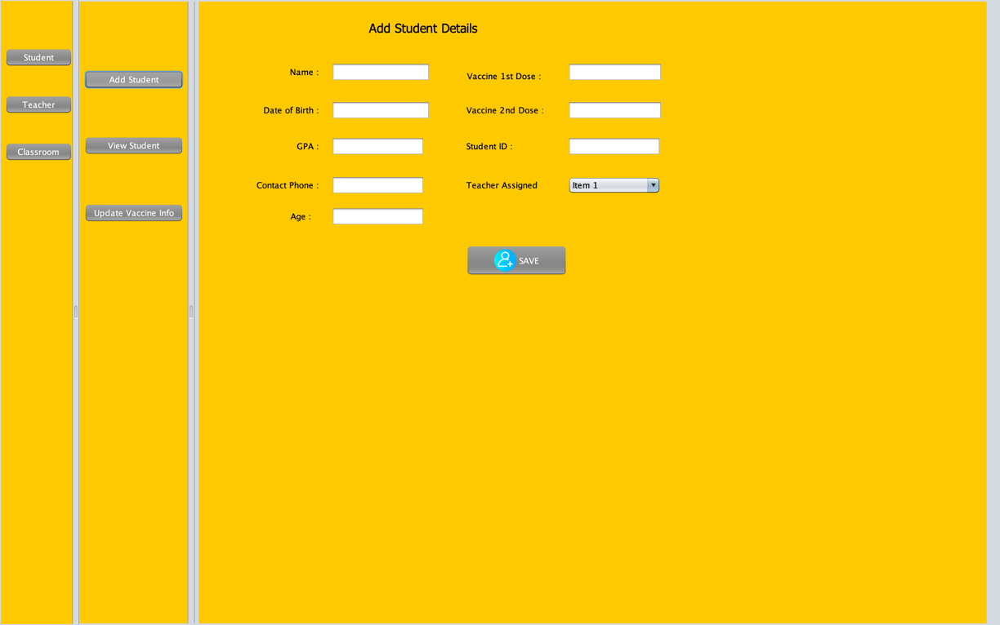 Student
Teacher
Classroom
Add Student
View Student
Update Vaccine Info
Add Student Details
Name :
Vaccine 1st Dose :
Date of Birth :
Vaccine 2nd Dose :
GPA :
Student ID :
Contact Phone :
Teacher Assigned
Item 1
Age :
SAVE